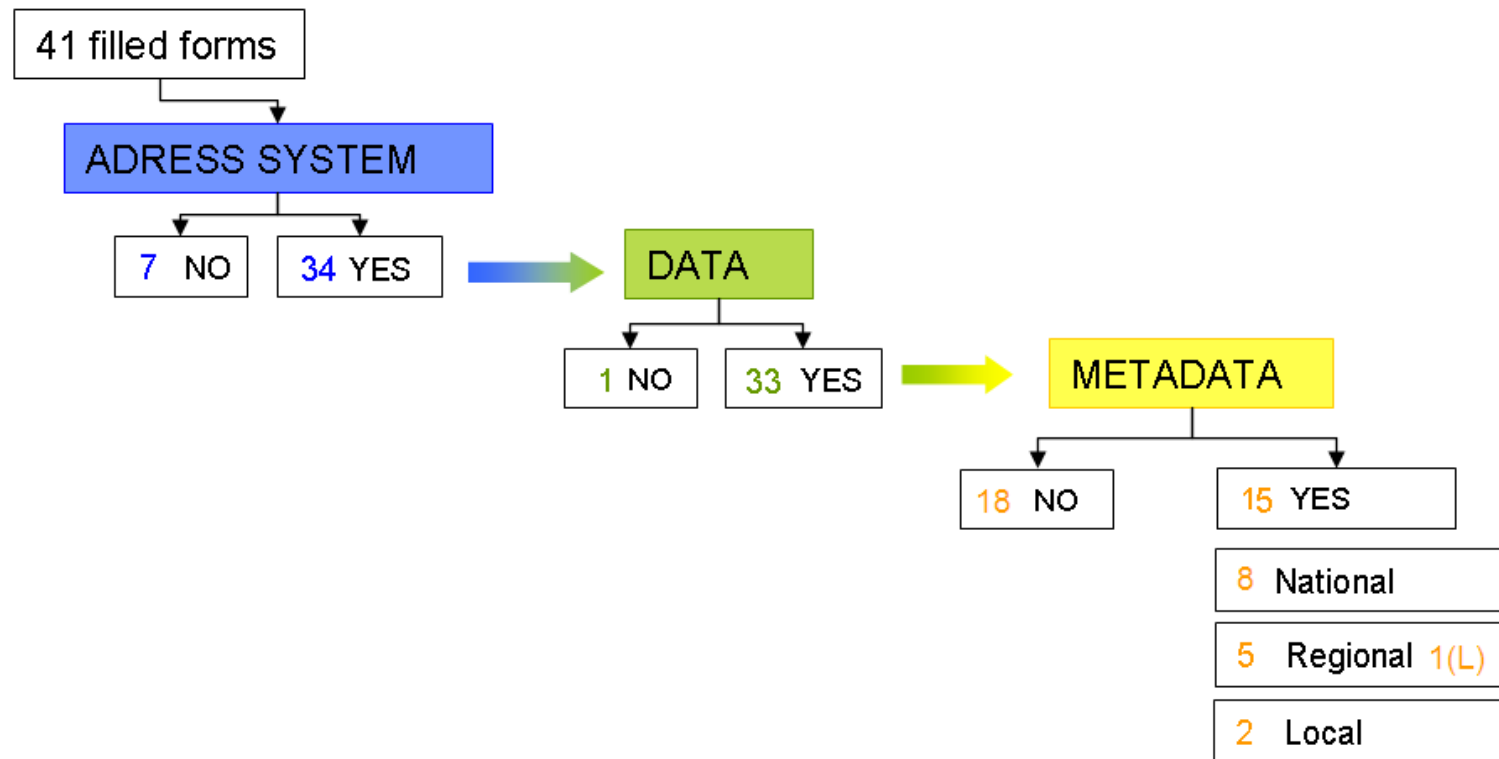 41 filled forms
ADRESS SYSTEM
7 NO
34 YES
DATA
1 NO
33 YES
METADATA
18 NO
15 YES
8 National
5 Regional 1(L)
2 Local